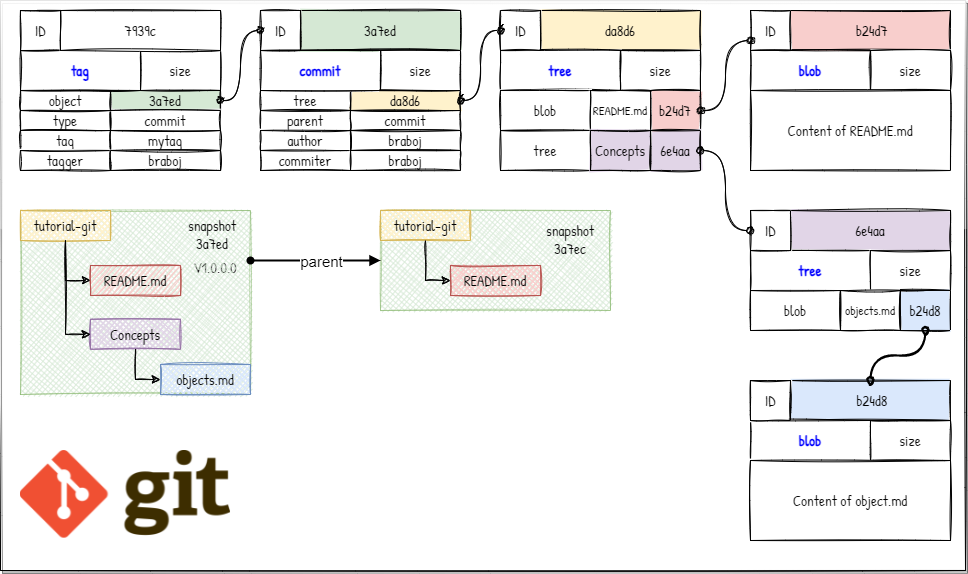 ID 7939c
tag size
object 3a7ed
type commit
tag mytag
tagger braboj
ID 3a7ed
commit size
tree da8d6
parent commit
author braboj
commiter braboj
ID da8d6
tree size
blob README.md b24d7
tree Concepts 6e4aa
ID b24d7
blob size
Content of README.md
tutorial-git
snapshot
3a7ed
V1.0.0.0
README.md
Concepts
objects.md
parent
tutorial-git
snapshot
3a7ec
README.md
ID 6e4aa
tree size
blob objects.md b24d8
ID b24d8
blob size
Content of object.md
git